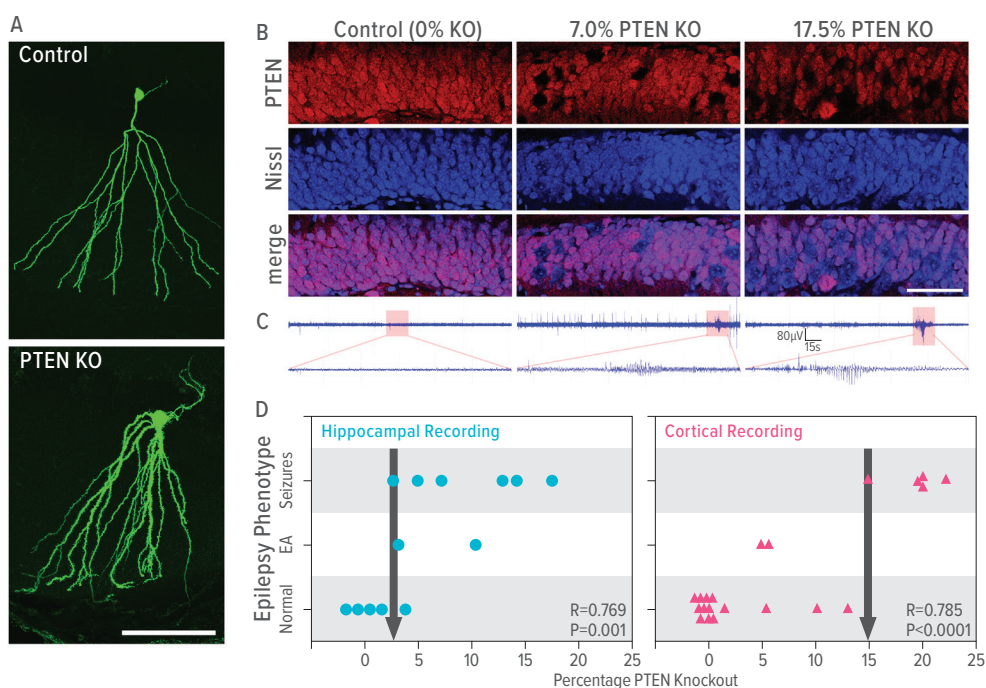 A
Control
PTEN KO
B
Control (0% KO)
7.0% PTEN KO
17.5% PTEN KO
PTEN
Nissl
merge
C
80µV
15s
D
Epilepsy Phenotype
Seizures
EA
Normal
Hippocampal Recording
R=0.769
P=0.001
0 5 10 15 20 25
Cortical Recording
R=0.785
P<0.0001
0 5 10 15 20 25
Percentage PTEN Knockout